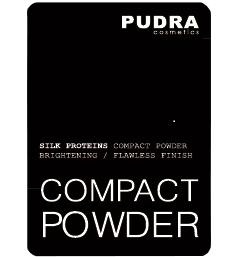 PUDRA
cosmetics
SILK PROTEINS COMPACT POWDER
BRIGHTENING / FLAWLESS FINISH
COMPACT
POWDER